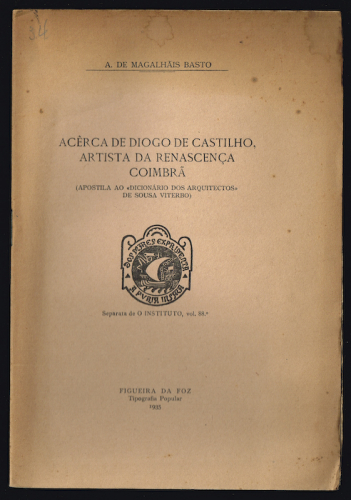 34
A. DE MAGALHÃIS BASTO
ACÊRCA DE DIOGO DE CASTILHO,
ARTISTA DA RENASCENÇA
COIMBRÃ
(APOSTILA AO «DICIONÁRIO DOS ARQUITECTOS»
DE SOUSA VITERBO)
Separata de O INSTITUTO, vol. 88.º
FIGUEIRA DA FOZ
Tipografia Popular
1935